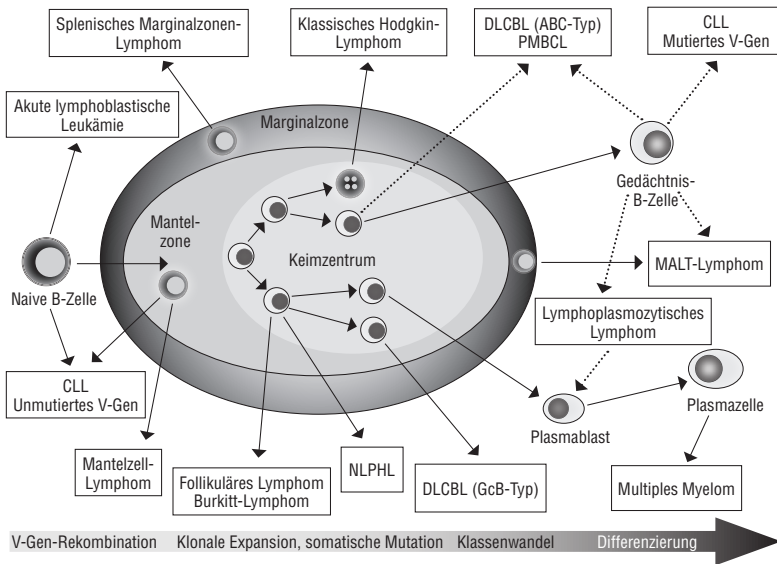 Splenisches Marginalzonen-
Lymphom
Klassisches Hodgkin-
Lymphom
DLCBL (ABC-Typ)
PMBCL
CLL
Mutiertes V-Gen
Akute lymphoblastische
Leukämie
Marginalzone
Gedächtnis-
B-Zelle
Mantel-
zone
Keimzentrum
Naive B-Zelle
MALT-Lymphom
Lymphoplasmozytisches
Lymphom
CLL
Unmutiertes V-Gen
Plasmablast
Plasmazelle
Mantelzell-
Lymphom
Follikuläres Lymphom
Burkitt-Lymphom
NLPHL
DLCBL (GcB-Typ)
Multiples Myelom
V-Gen-Rekombination Klonale Expansion, somatische Mutation Klassenwandel Differenzierung